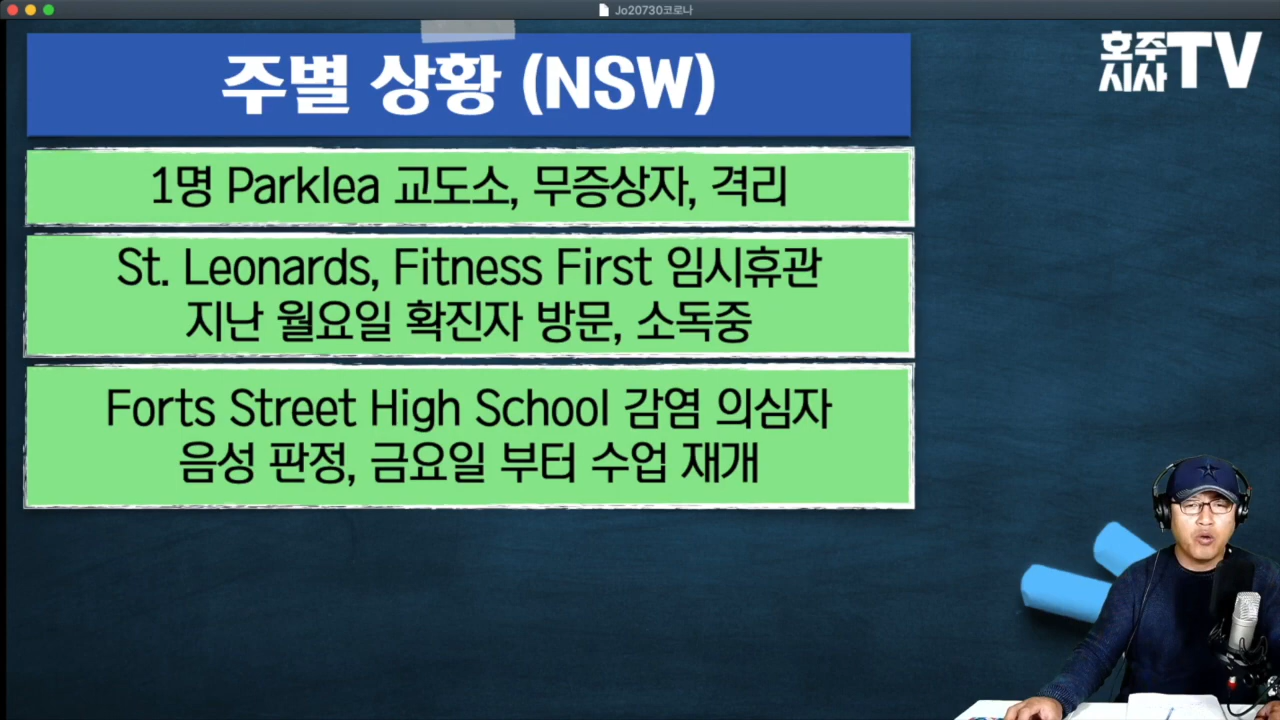 Jo20730코로나
호주
시사TV
주별 상황 (NSW)
1명 Parklea 교도소, 무증상자, 격리
St. Leonards, Fitness First 임시휴관
지난 월요일 확진자 방문, 소독중
Forts Street High School 감염 의심자
음성 판정, 금요일 부터 수업 재개